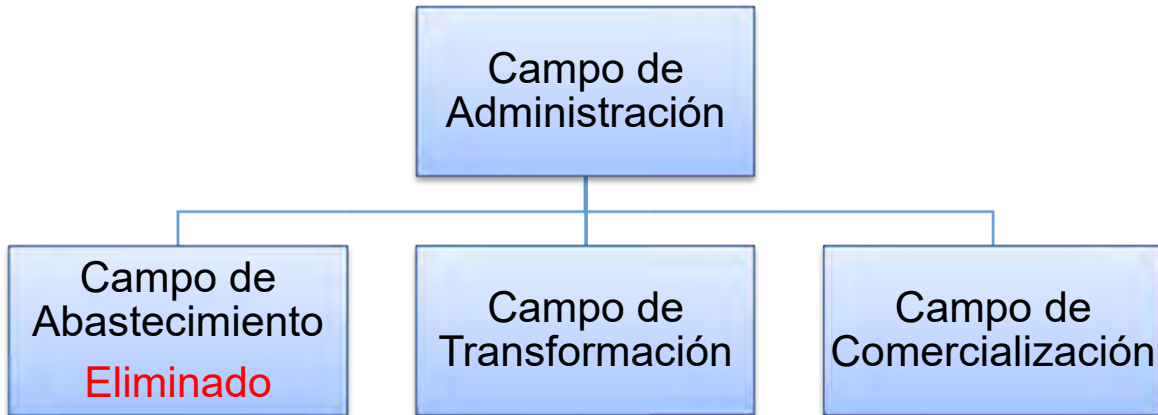 Campo de
Administración
Campo de
Abastecimiento
Eliminado
Campo de
Transformación
Campo de
Comercialización